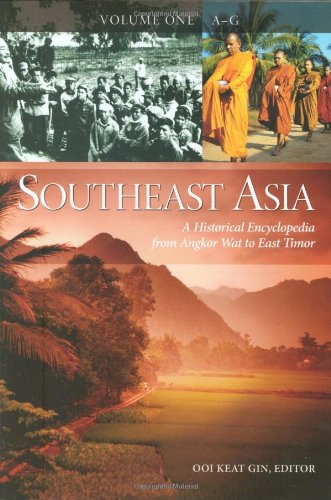 VOLUME ONE A–G
SOUTHEAST ASIA
A Historical Encyclopedia
from Angkor Wat to East Timor
OOI KEAT GIN, EDITOR